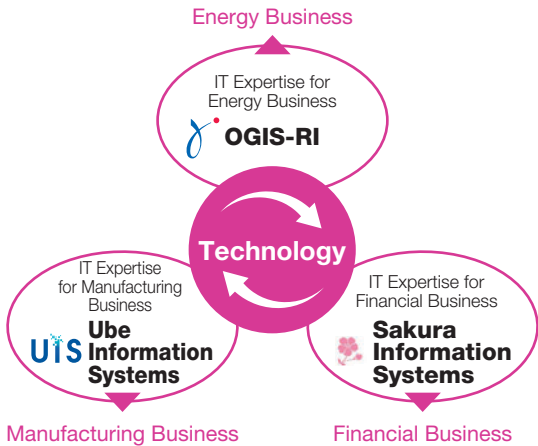 Energy Business
IT Expertise for
Energy Business
OGIS-RI
Technology
IT Expertise
for Manufacturing
Business
UIS
Ube
Information
Systems
IT Expertise for
Financial Business
Sakura
Information
Systems
Manufacturing Business
Financial Business